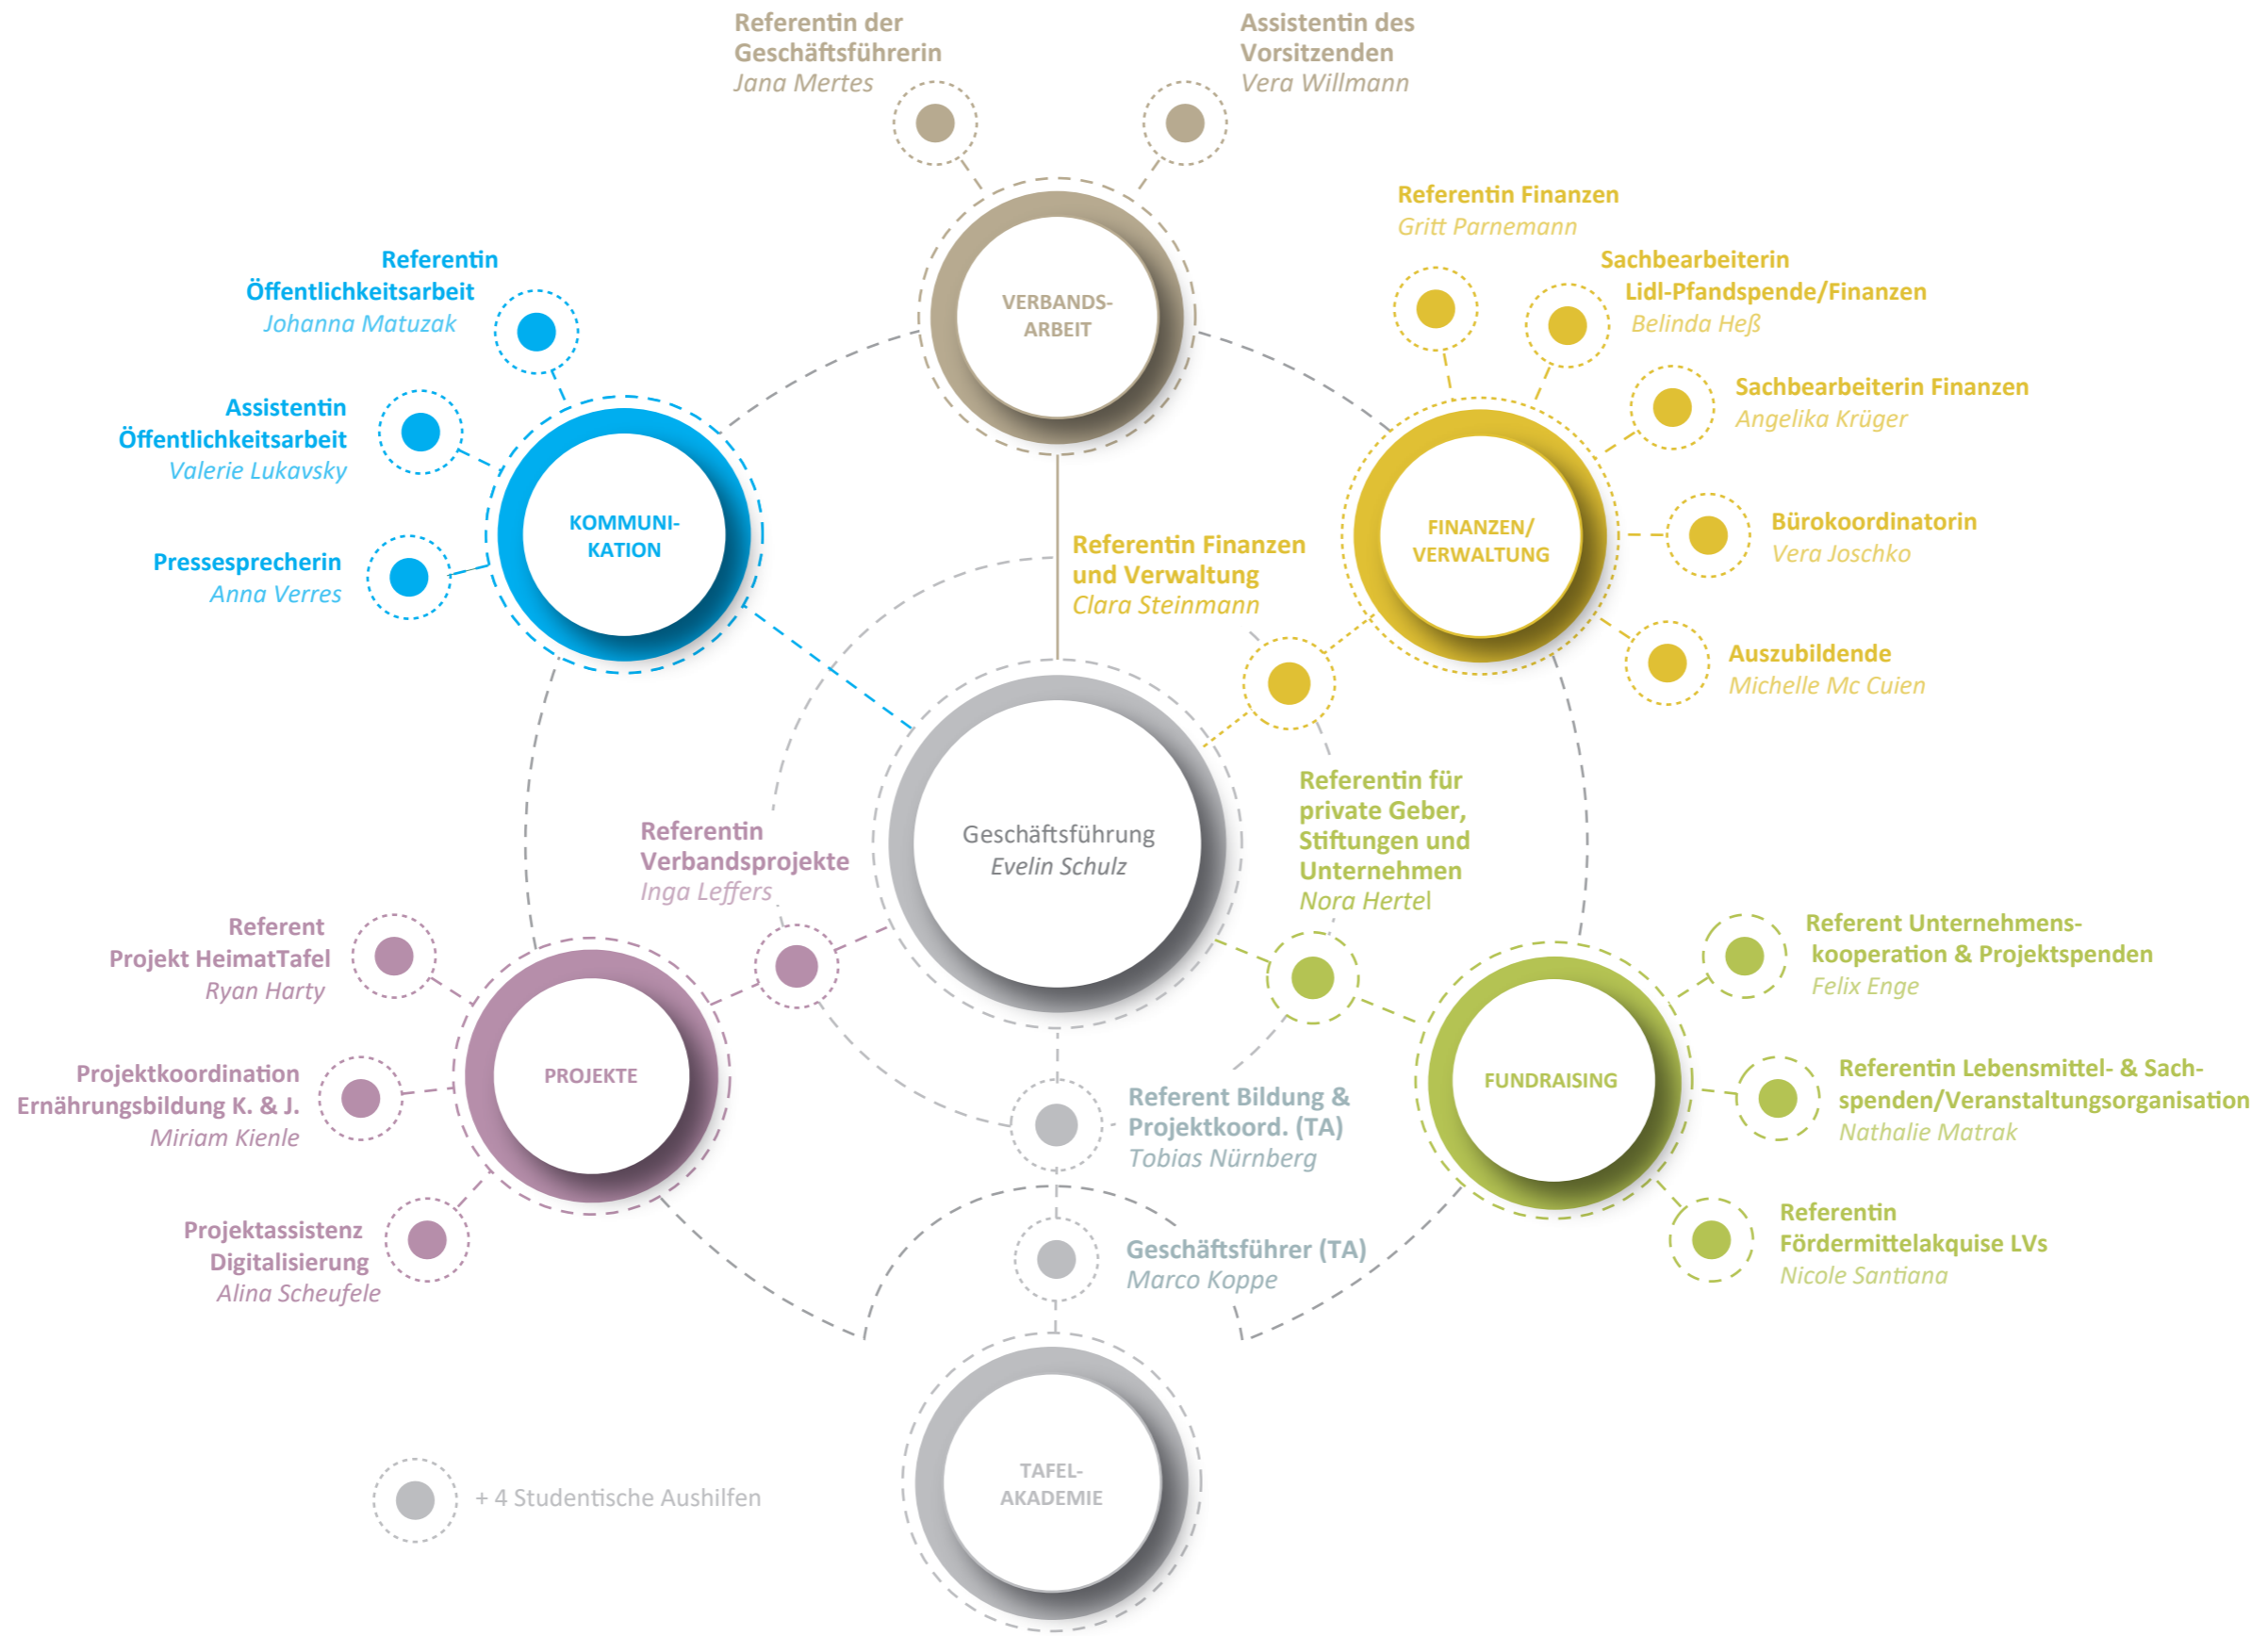 Referentin der
Geschäftsführerin
Jana Mertes
Assistentin des
Vorsitzenden
Vera Willmann
VERBANDS-
ARBEIT
Referentin
Öffentlichkeitsarbeit
Johanna Matuzak
Assistentin
Öffentlichkeitsarbeit
Valerie Lukavsky
Pressesprecherin
Anna Verres
KOMMUNI-
KATION
Referentin Finanzen
Gritt Parnemann
Sachbearbeiterin
Lidl-Pfandspende/Finanzen
Belinda Heß
Sachbearbeiterin Finanzen
Angelika Krüger
Bürokoordinatorin
Vera Joschko
Auszubildende
Michelle Mc Cuien
FINANZEN/
VERWALTUNG
Referentin Finanzen
und Verwaltung
Clara Steinmann
Geschäftsführung
Evelin Schulz
Referentin für
private Geber,
Stiftungen und
Unternehmen
Nora Hertel
Referentin
Verbandsprojekte
Inga Leffers
Referent
Projekt HeimatTafel
Ryan Harty
Projektkoordination
Ernährungsbildung K. & J.
Miriam Kienle
Projektassistenz
Digitalisierung
Alina Scheufele
PROJEKTE
Referent Bildung &
Projektkoord. (TA)
Tobias Nürnberg
Geschäftsführer (TA)
Marco Koppe
FUNDRAISING
Referent Unternehmens-
kooperation & Projektspenden
Felix Enge
Referentin Lebensmittel- & Sach-
spenden/Veranstaltungsorganisation
Nathalie Matrak
Referentin
Fördermittelakquise LVs
Nicole Santiana
TAFEL-
AKADEMIE
+ 4 Studentische Aushilfen